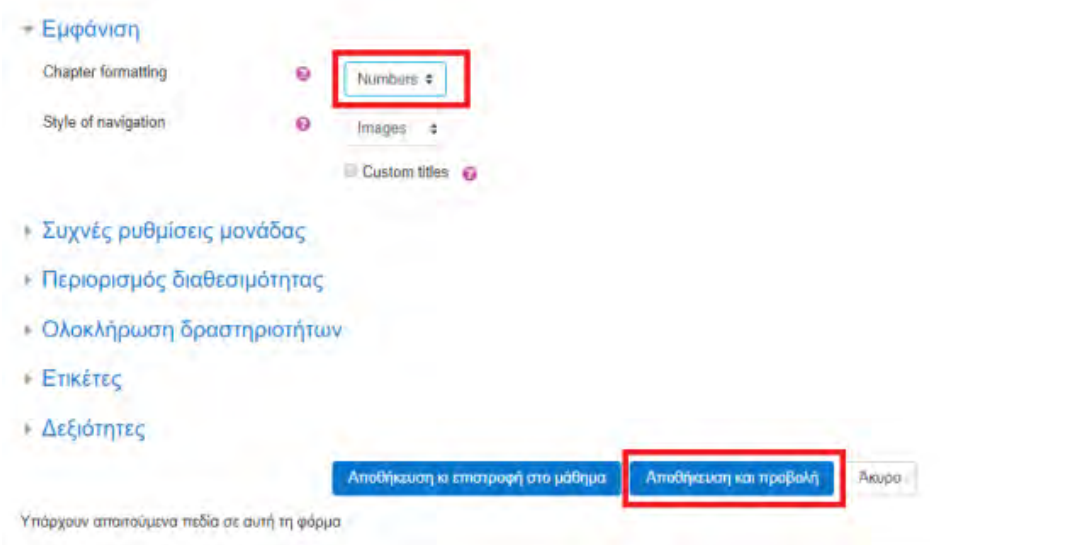 Εμφάνιση
Chapter formatting
Numbers
Style of navigation
Images
Custom titles
Συχνές ρυθμίσεις μονάδας
Περιορισμός διαθεσιμότητας
Ολοκλήρωση δραστηριοτήτων
Ετικέτες
Δεξιότητες
Αποθήκευση κι επιστροφή στο μάθημα Αποθήκευση και προβολή Άκυρο
Υπάρχουν απαιτούμενα πεδία σε αυτή τη φόρμα